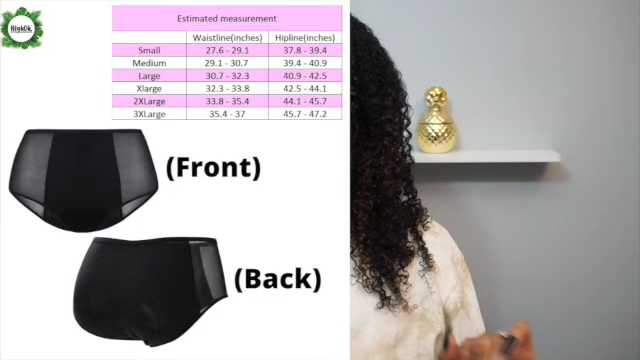 Estimated measurement
Waistline(inches) Hipline(inches)
Small 27.6 - 29.1 37.8 - 39.4
Medium 29.1 - 30.7 39.4 - 40.9
Large 30.7 - 32.3 40.9 - 42.5
Xlarge 32.3 - 33.8 42.5 - 44.1
2XLarge 33.8 - 35.4 44.1 - 45.7
3XLarge 35.4 - 37 45.7 - 47.2
(Front)
(Back)